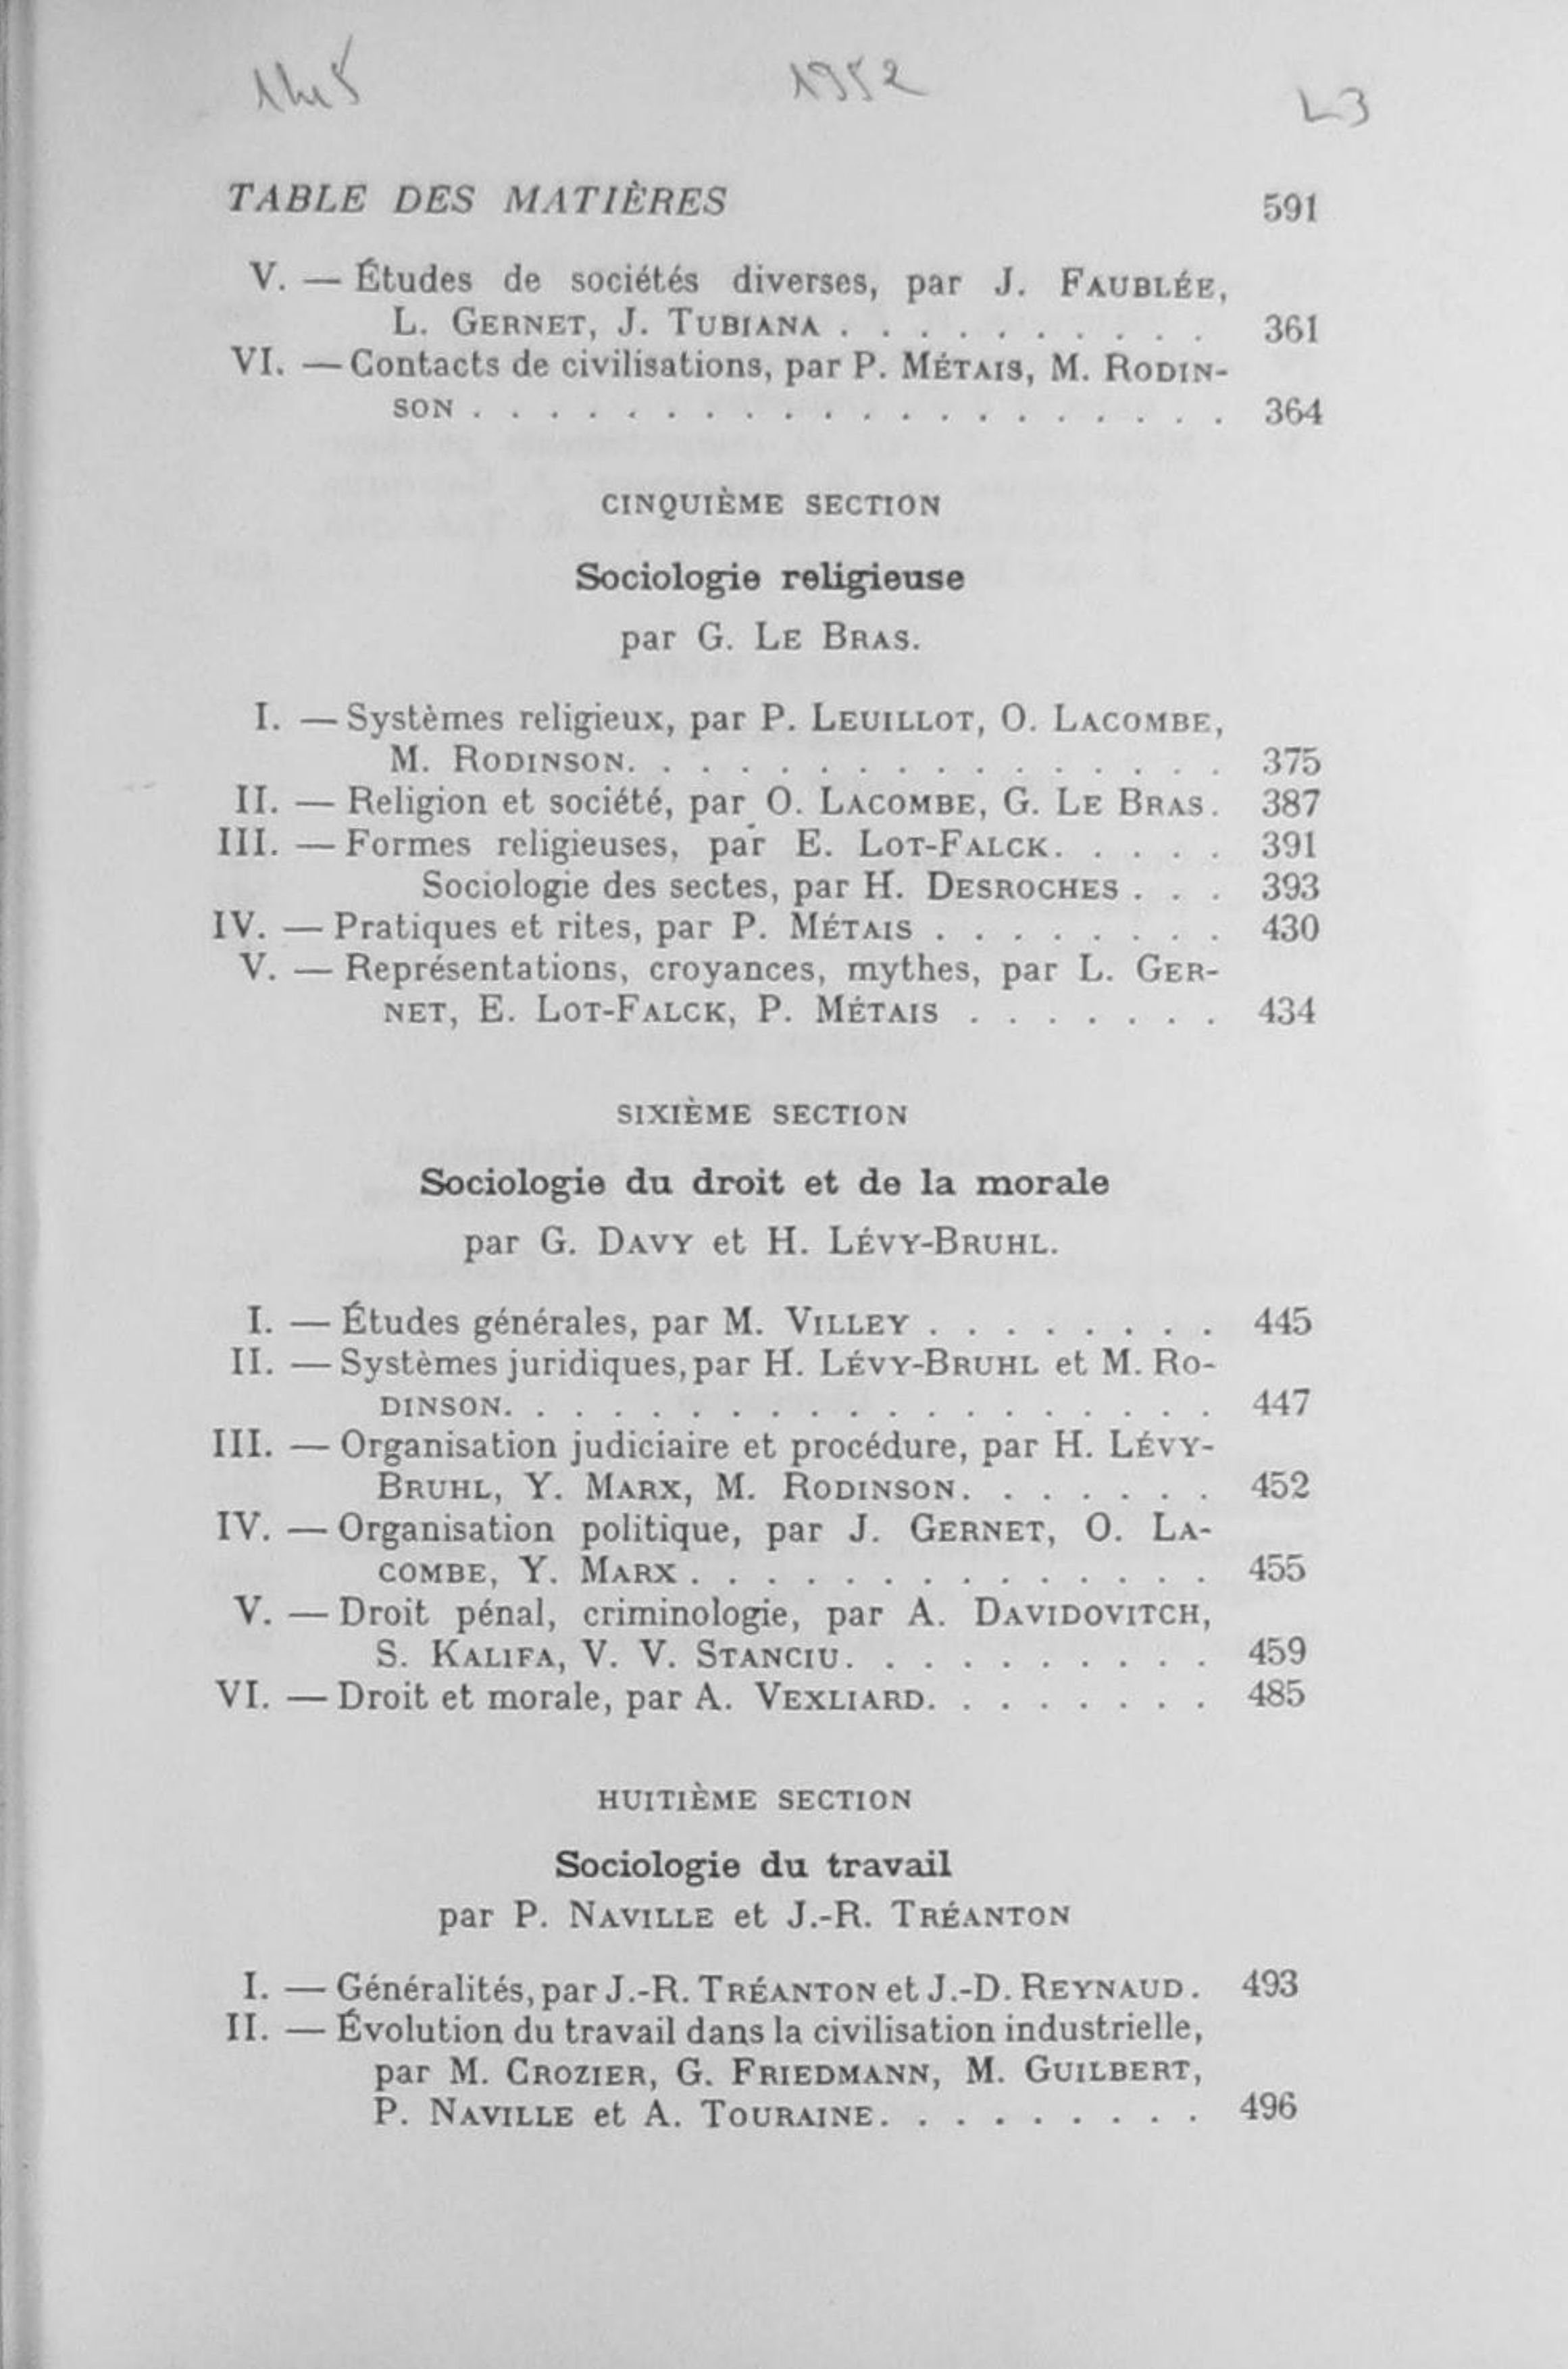 1952
L3
TABLE DES MATIÈRES 591
V. — Études de sociétés diverses, par J. FAUBLÉE,
L. GERNET, J. TUBIANA . . . . . . . . . . 361
VI. — Contacts de civilisations, par P. MÉTAIS, M. RODIN-
SON . . . . . . . . . . . . . . . . . . . . 364
CINQUIÈME SECTION
Sociologie religieuse
par G. LE BRAS.
I. — Systèmes religieux, par P. LEUILLOT, O. LACOMBE,
M. RODINSON. . . . . . . . . . . . . . . . 375
II. — Religion et société, par O. LACOMBE, G. LE BRAS. 387
III. — Formes religieuses, par E. LOT-FALCK. . . . . 391
Sociologie des sectes, par H. DESROCHES . . . 393
IV. — Pratiques et rites, par P. MÉTAIS . . . . . . . . 430
V. — Représentations, croyances, mythes, par L. GER-
NET, E. LOT-FALCK, P. MÉTAIS . . . . . . . 434
SIXIÈME SECTION
Sociologie du droit et de la morale
par G. DAVY et H. LÉVY-BRUHL.
I. — Études générales, par M. VILLEY . . . . . . . . 445
II. — Systèmes juridiques, par H. LÉVY-BRUHL et M. RO-
DINSON. . . . . . . . . . . . . . . . . . . 447
III. — Organisation judiciaire et procédure, par H. LÉVY-
BRUHL, Y. MARX, M. RODINSON. . . . . . . 452
IV. — Organisation politique, par J. GERNET, O. LA-
COMBE, Y. MARX . . . . . . . . . . . . . . 455
V. — Droit pénal, criminologie, par A. DAVIDOVITCH,
S. KALIFA, V. V. STANCIU. . . . . . . . . . 459
VI. — Droit et morale, par A. VEXLIARD. . . . . . . . 485
HUITIÈME SECTION
Sociologie du travail
par P. NAVILLE et J.-R. TRÉANTON
I. — Généralités, par J.-R. TRÉANTON et J.-D. REYNAUD . 493
II. — Évolution du travail dans la civilisation industrielle,
par M. CROZIER, G. FRIEDMANN, M. GUILBERT,
P. NAVILLE et A. TOURAINE. . . . . . . . . 496